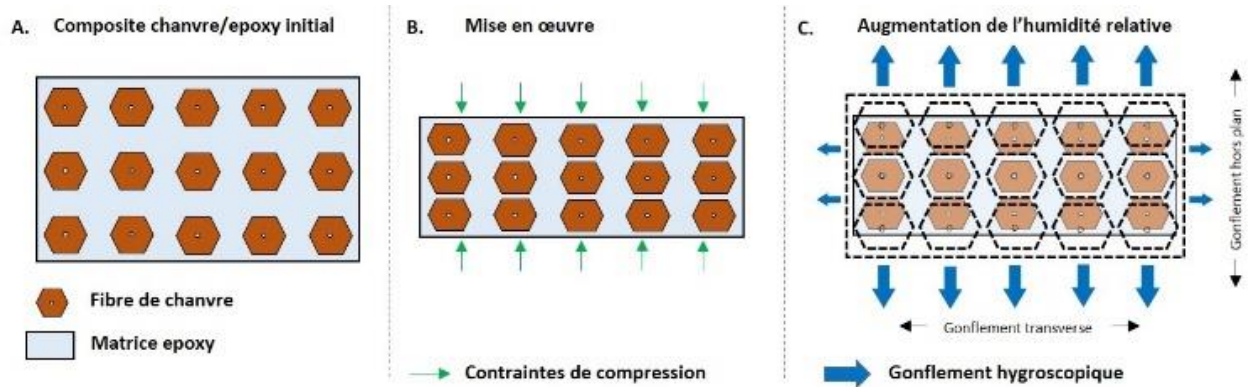 A. Composite chanvre/epoxy initial
B. Mise en œuvre
C. Augmentation de l'humidité relative
Gonflement hors plan
Gonflement transverse
Fibre de chanvre
Matrice epoxy
Contraintes de compression
Gonflement hygroscopique